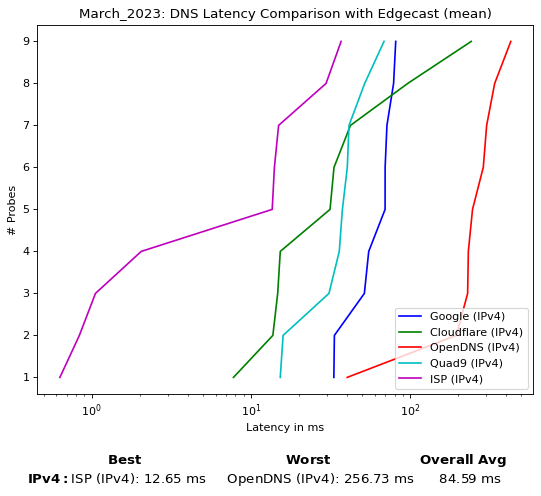 March_2023: DNS Latency Comparison with Edgecast (mean)
9
8
7
6
5
4
3
2
1
# Probes
Google (IPv4)
Cloudflare (IPv4)
OpenDNS (IPv4)
Quad9 (IPv4)
ISP (IPv4)
10⁰ 10¹ 10²
Latency in ms
Best Worst Overall Avg
IPv4: ISP (IPv4): 12.65 ms OpenDNS (IPv4): 256.73 ms 84.59 ms